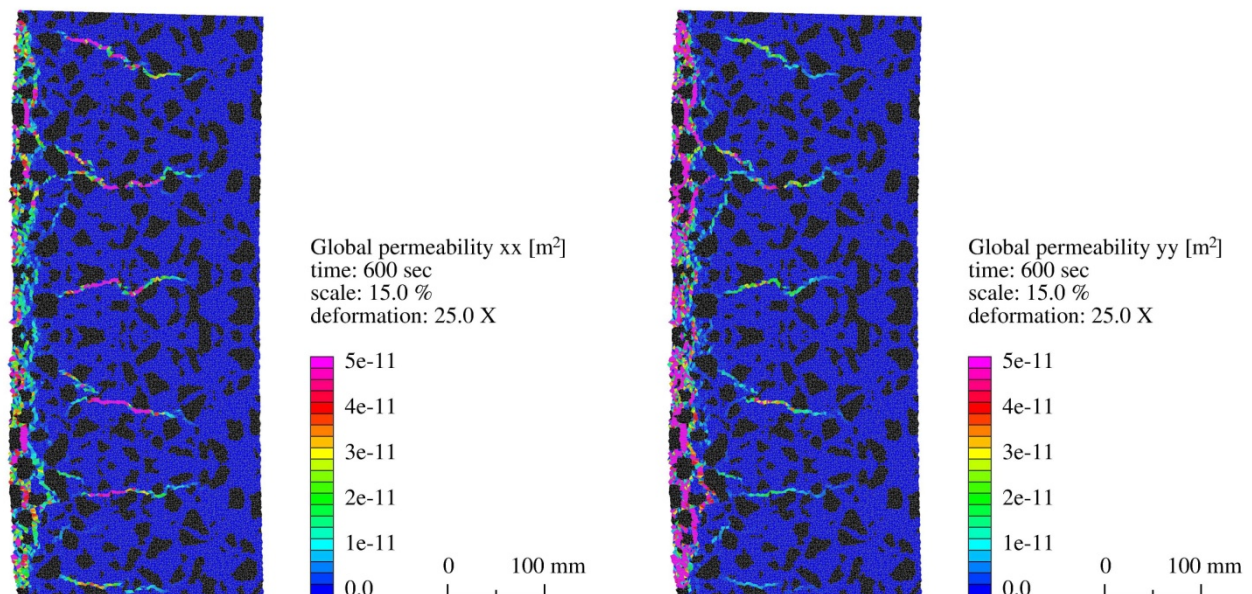 Global permeability xx [m²]
time: 600 sec
scale: 15.0 %
deformation: 25.0 X
5e-11
4e-11
3e-11
2e-11
1e-11
0.0
0 100 mm
Global permeability yy [m²]
time: 600 sec
scale: 15.0 %
deformation: 25.0 X
5e-11
4e-11
3e-11
2e-11
1e-11
0.0
0 100 mm